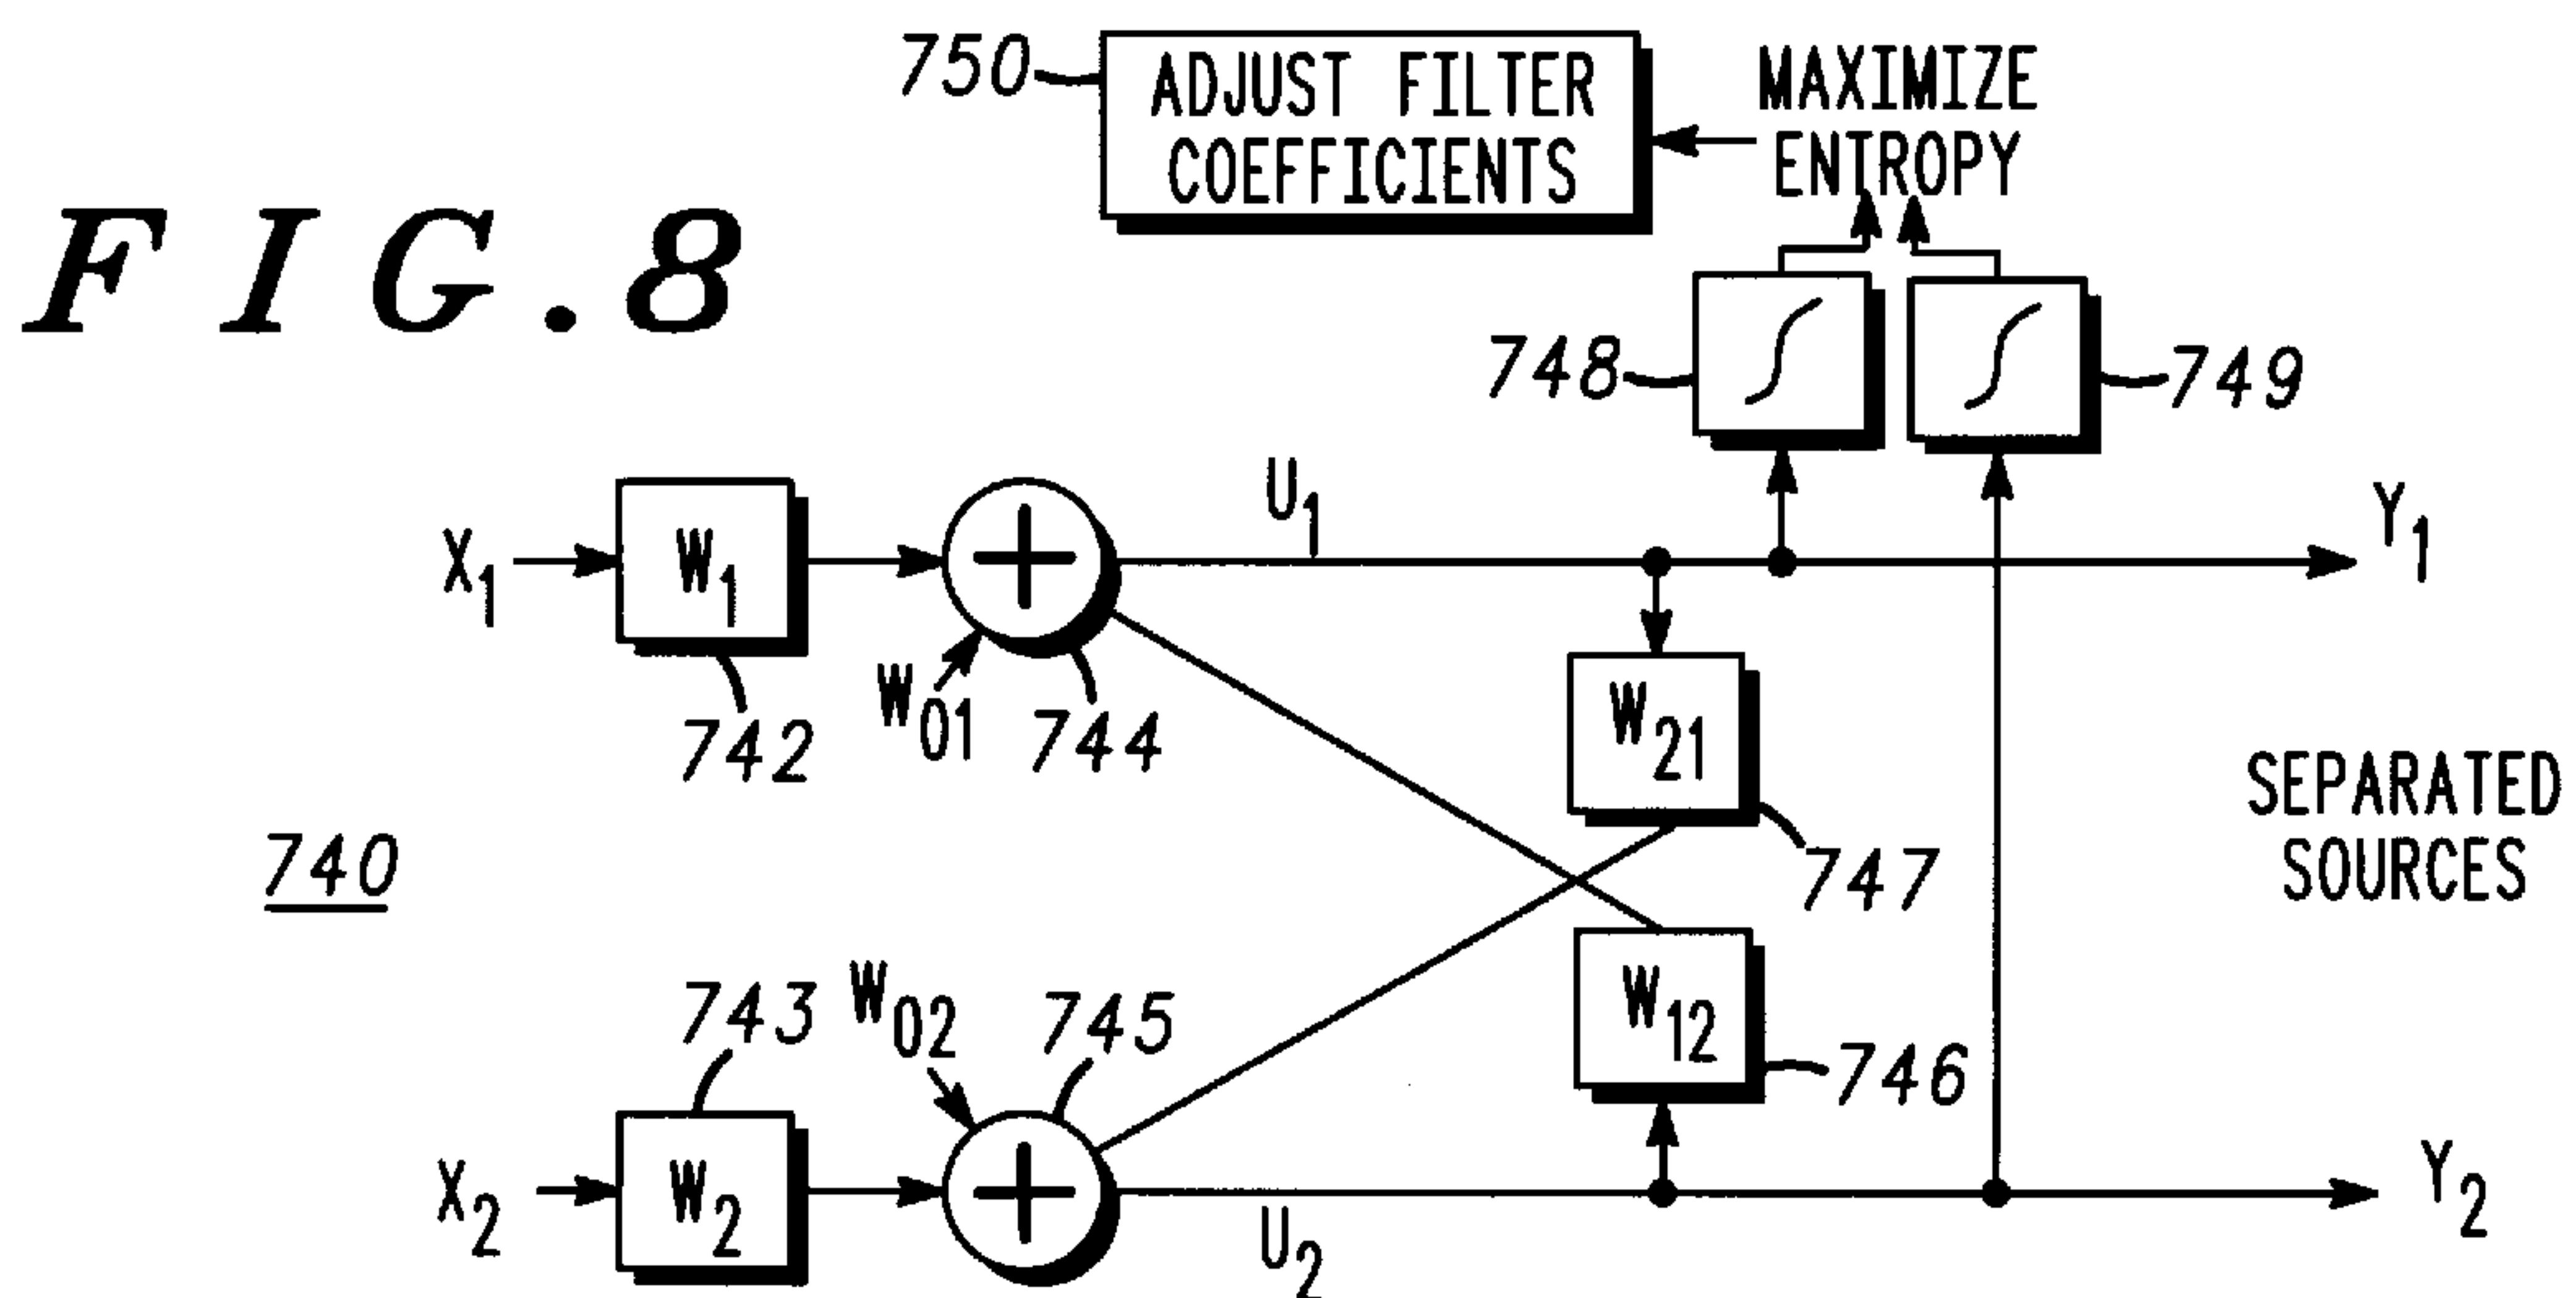 750
ADJUST FILTER
COEFFICIENTS
MAXIMIZE
ENTROPY
FIG.8
748
749
X1
W1
U1
Y1
W01
742
744
W21
747
SEPARATED
SOURCES
740
743
W02
745
W12
746
X2
W2
U2
Y2